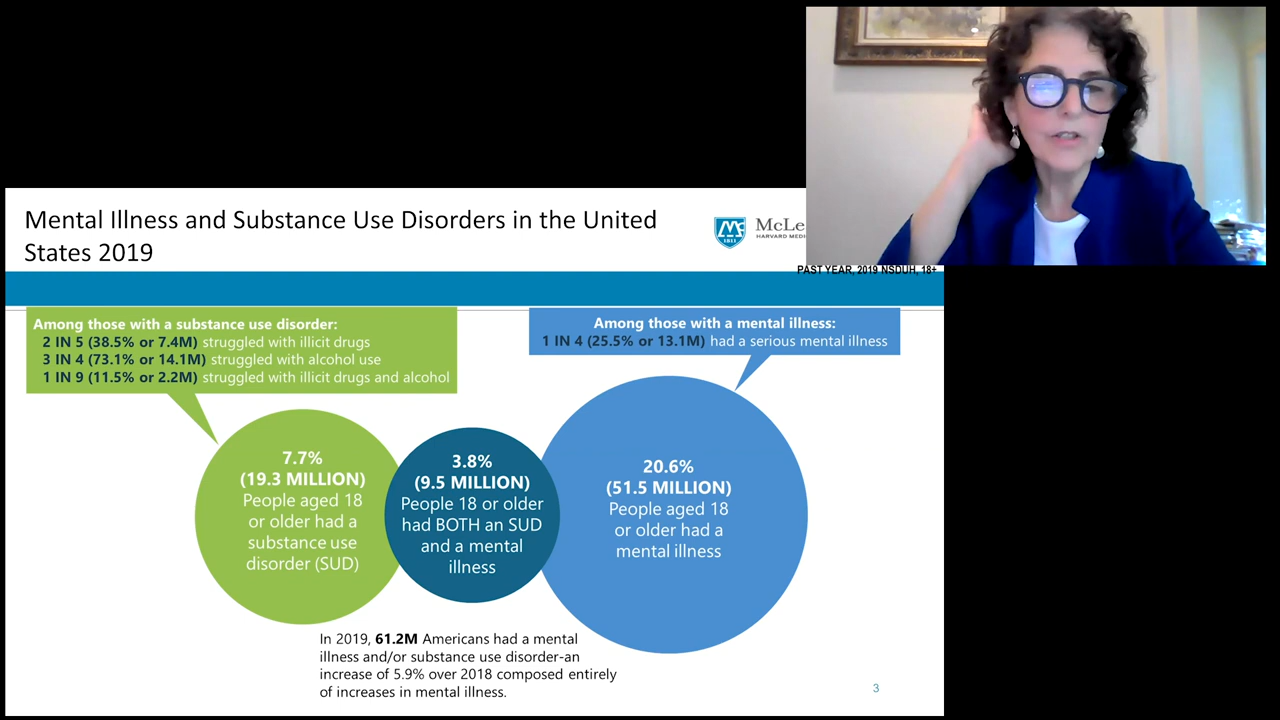 Mental Illness and Substance Use Disorders in the United
States 2019
PAST YEAR, 2019 NSDUH, 18+
Among those with a substance use disorder:
2 IN 5 (38.5% or 7.4M) struggled with illicit drugs
3 IN 4 (73.1% or 14.1M) struggled with alcohol use
1 IN 9 (11.5% or 2.2M) struggled with illicit drugs and alcohol
Among those with a mental illness:
1 IN 4 (25.5% or 13.1M) had a serious mental illness
7.7%
(19.3 MILLION)
People aged 18
or older had a
substance use
disorder (SUD)
3.8%
(9.5 MILLION)
People 18 or older
had BOTH an SUD
and a mental
illness
20.6%
(51.5 MILLION)
People aged 18
or older had a
mental illness
In 2019, 61.2M Americans had a mental
illness and/or substance use disorder-an
increase of 5.9% over 2018 composed entirely
of increases in mental illness.
3